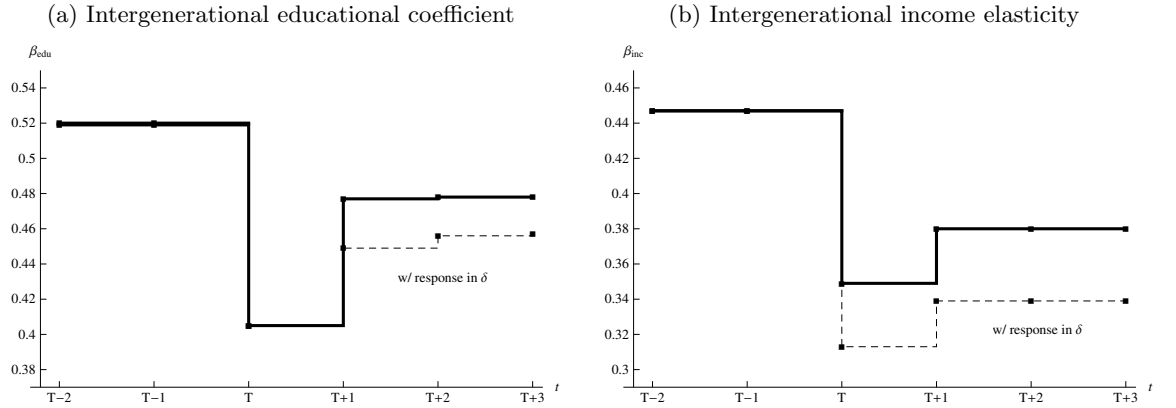 (a) Intergenerational educational coefficient
βedu
0.54
0.52
0.5
0.48
0.46
0.44
0.42
0.4
0.38
w/ response in δ
T−2 T−1 T T+1 T+2 T+3 t
(b) Intergenerational income elasticity
βinc
0.46
0.44
0.42
0.4
0.38
0.36
0.34
0.32
0.3
w/ response in δ
T−2 T−1 T T+1 T+2 T+3 t